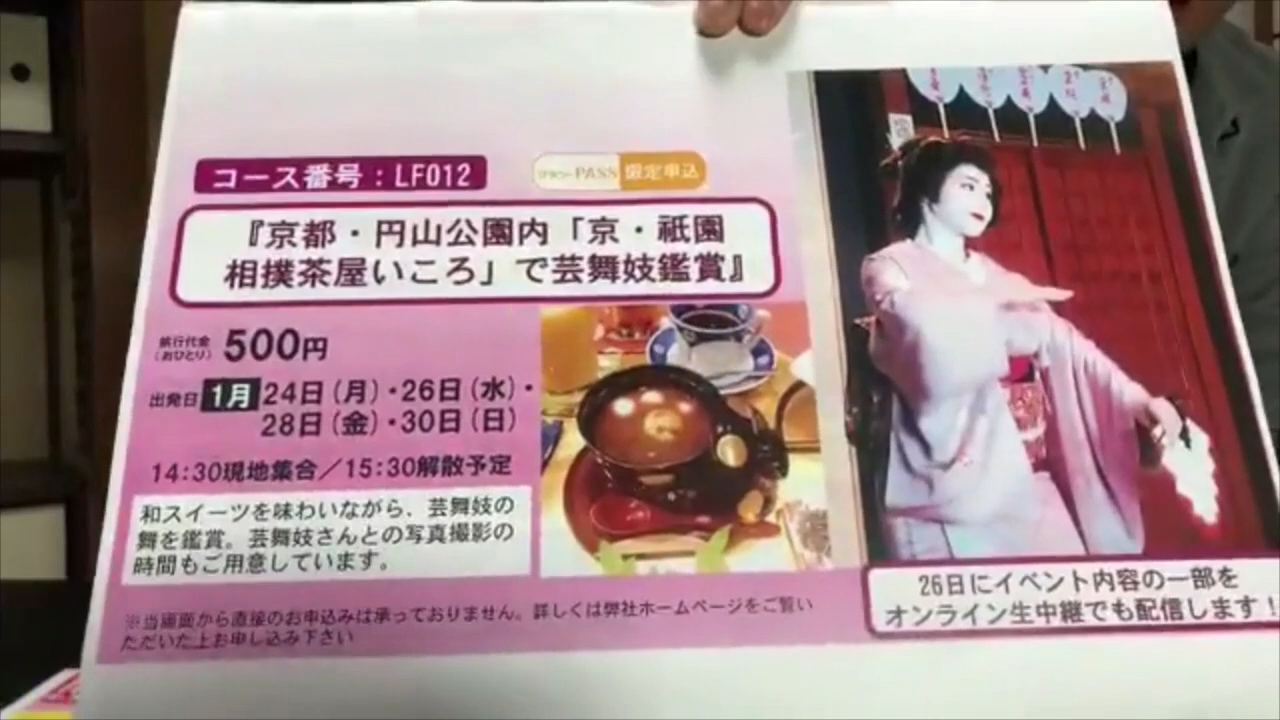 コース番号：LF012
PASS 限定申込
『京都・円山公園内「京・祇園
相撲茶屋いころ」で芸舞妓鑑賞』
旅行代金
(おひとり)
500円
出発日 1月 24日(月)・26日(水)・
28日(金)・30日(日)
14:30現地集合／15:30解散予定
和スイーツを味わいながら、芸舞妓の
舞を鑑賞。芸舞妓さんとの写真撮影の
時間もご用意しています。
※当画面から直接のお申込みは承っておりません。詳しくは弊社ホームページをご覧い
ただいた上お申し込み下さい
26日にイベント内容の一部を
オンライン生中継でも配信します！